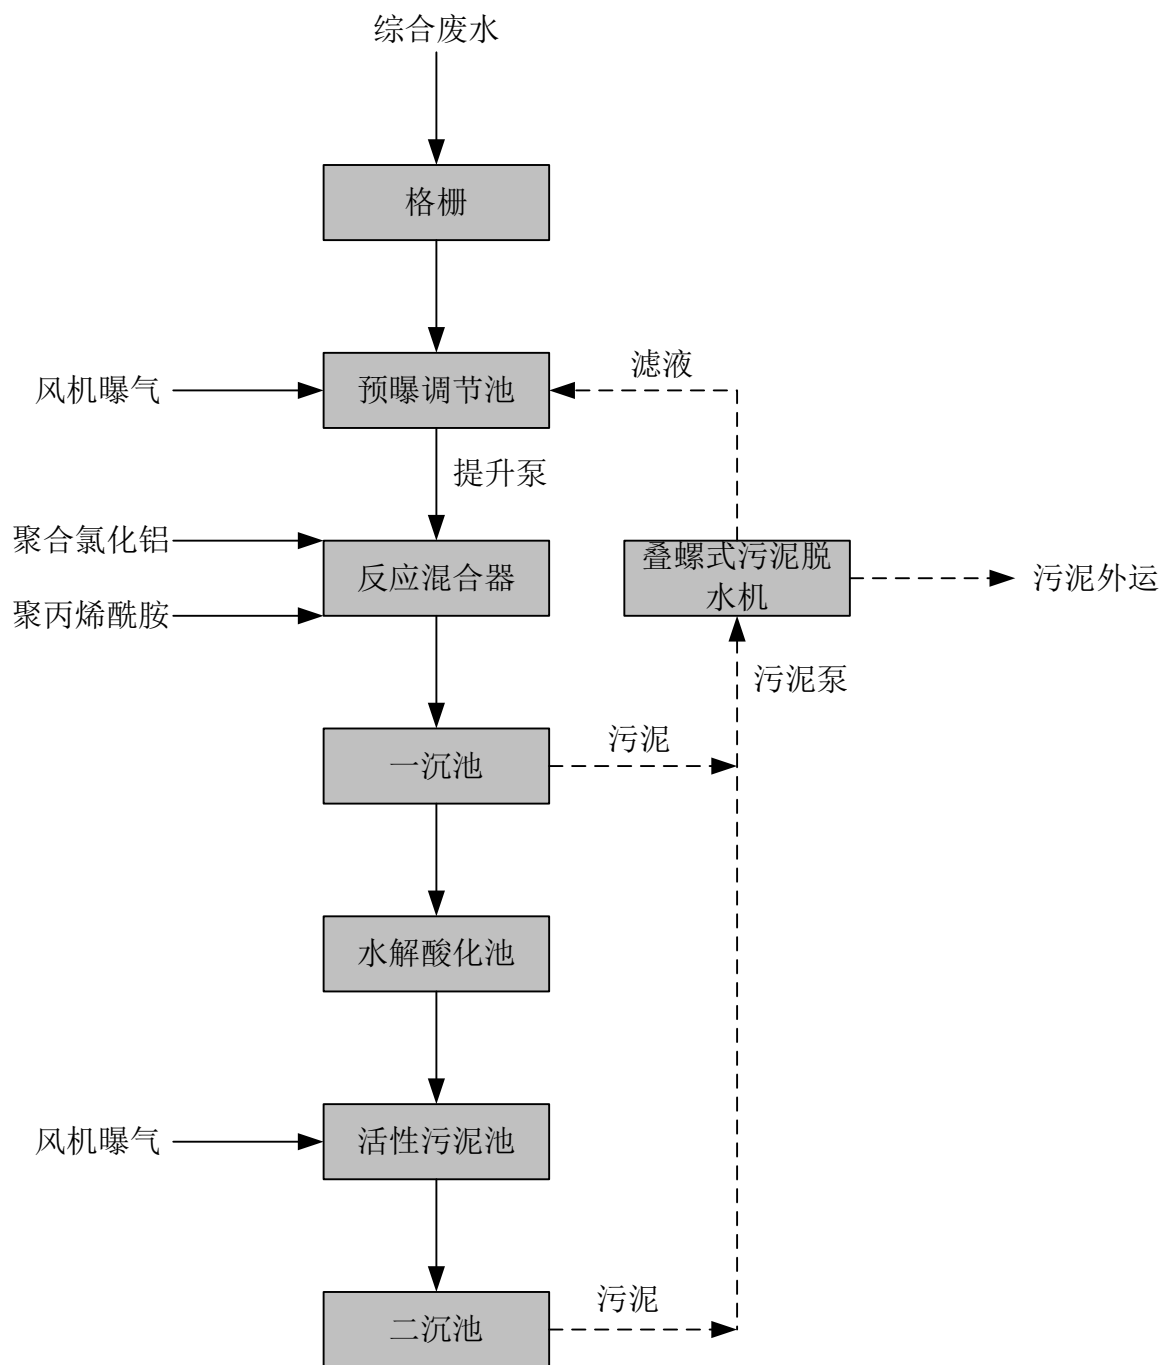 综合废水
格栅
滤液
风机曝气
预曝调节池
提升泵
聚合氯化铝
反应混合器
聚丙烯酰胺
叠螺式污泥脱
水机
污泥外运
污泥泵
一沉池
污泥
水解酸化池
风机曝气
活性污泥池
二沉池
污泥